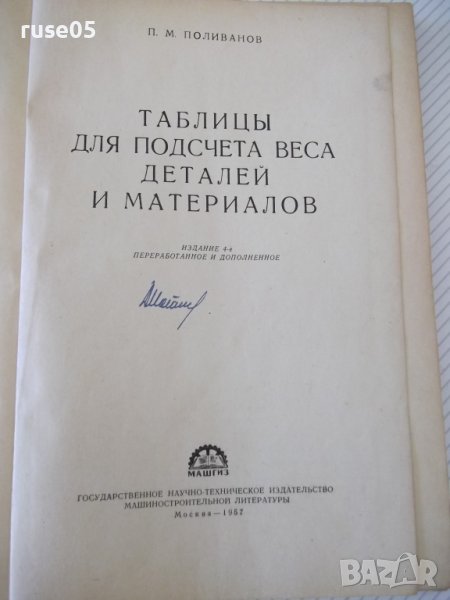 ruse05
П. М. ПОЛИВАНОВ
ТАБЛИЦЫ
ДЛЯ ПОДСЧЕТА ВЕСА
ДЕТАЛЕЙ
И МАТЕРИАЛОВ
ИЗДАНИЕ 4-е
ПЕРЕРАБОТАННОЕ И ДОПОЛНЕННОЕ
МАШГИЗ
ГОСУДАРСТВЕННОЕ НАУЧНО-ТЕХНИЧЕСКОЕ ИЗДАТЕЛЬСТВО
МАШИНОСТРОИТЕЛЬНОЙ ЛИТЕРАТУРЫ
Москва—1957
BAZAR